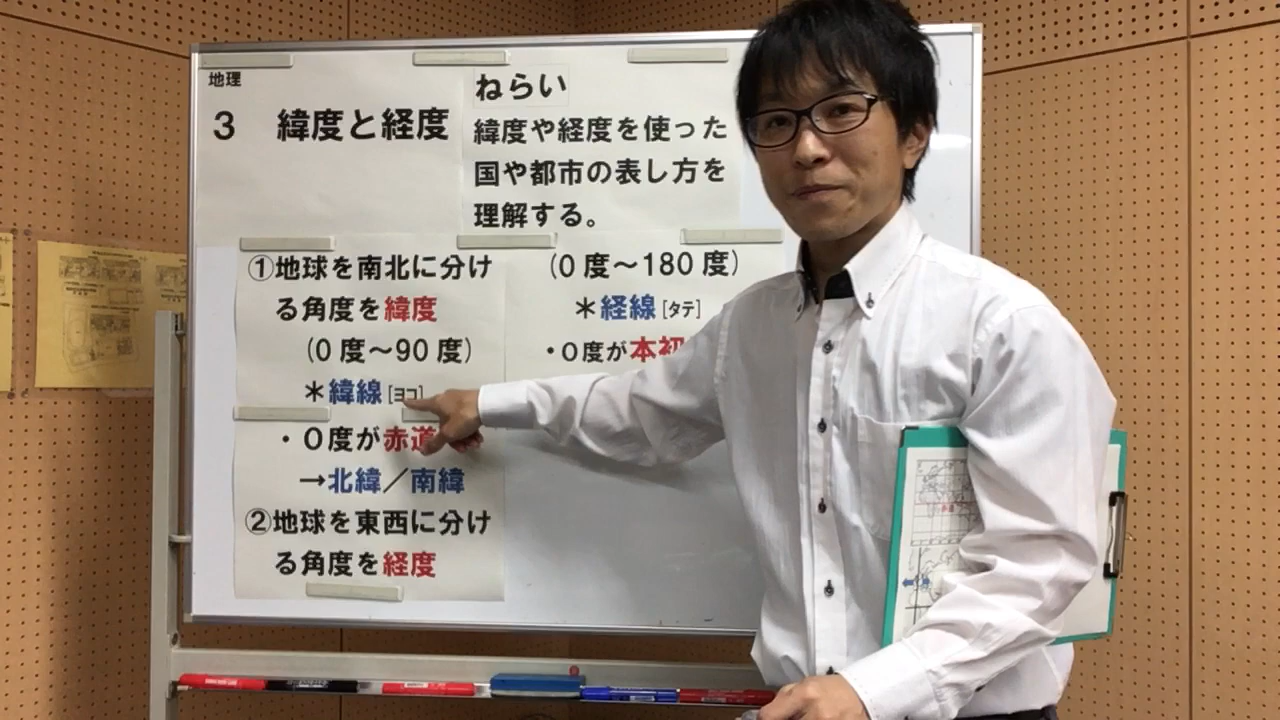 地理
3 緯度と経度
ねらい
緯度や経度を使った
国や都市の表し方を
理解する。
①地球を南北に分け
る角度を緯度
(0度～90度)
＊緯線[ヨコ]
・0度が赤道
→北緯／南緯
②地球を東西に分け
る角度を経度
(0度～180度)
＊経線[タテ]
・0度が本初
赤道